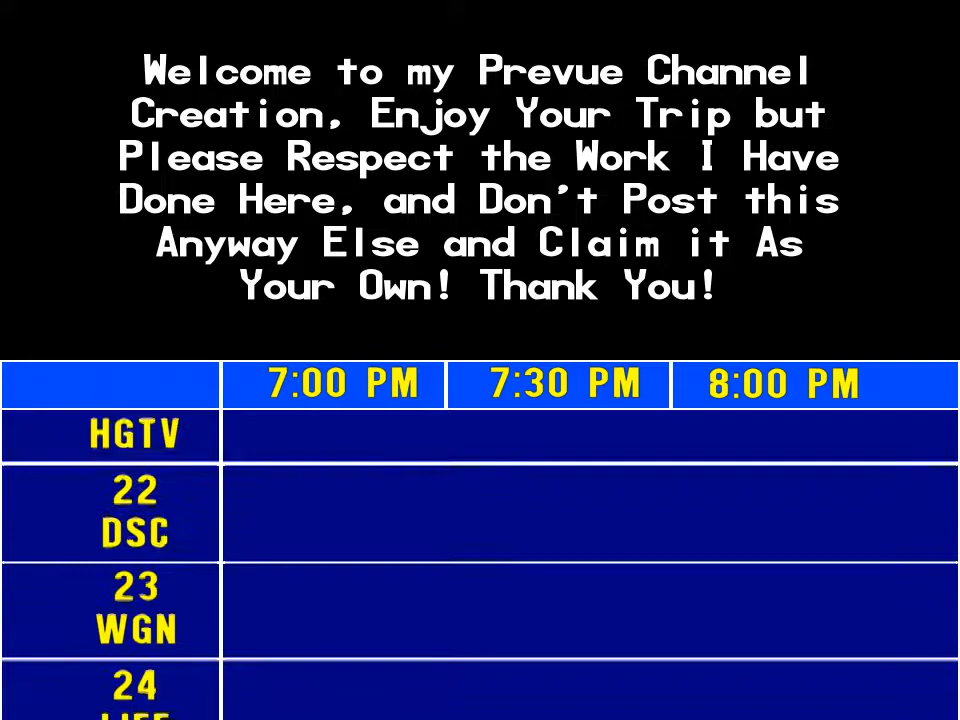 Welcome to my Prevue Channel
Creation, Enjoy Your Trip but
Please Respect the Work I Have
Done Here, and Don't Post this
Anyway Else and Claim it As
Your Own! Thank You!
7:00 PM 7:30 PM 8:00 PM
HGTV
22
DSC
23
WGN
24